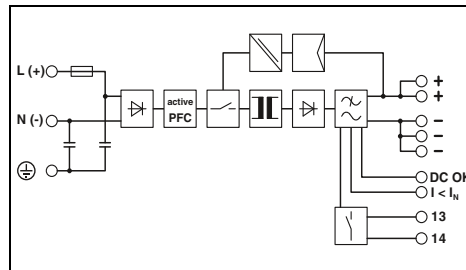 L (+)
N (-)
active
PFC
+
+
–
–
–
DC OK
I < IN
13
14